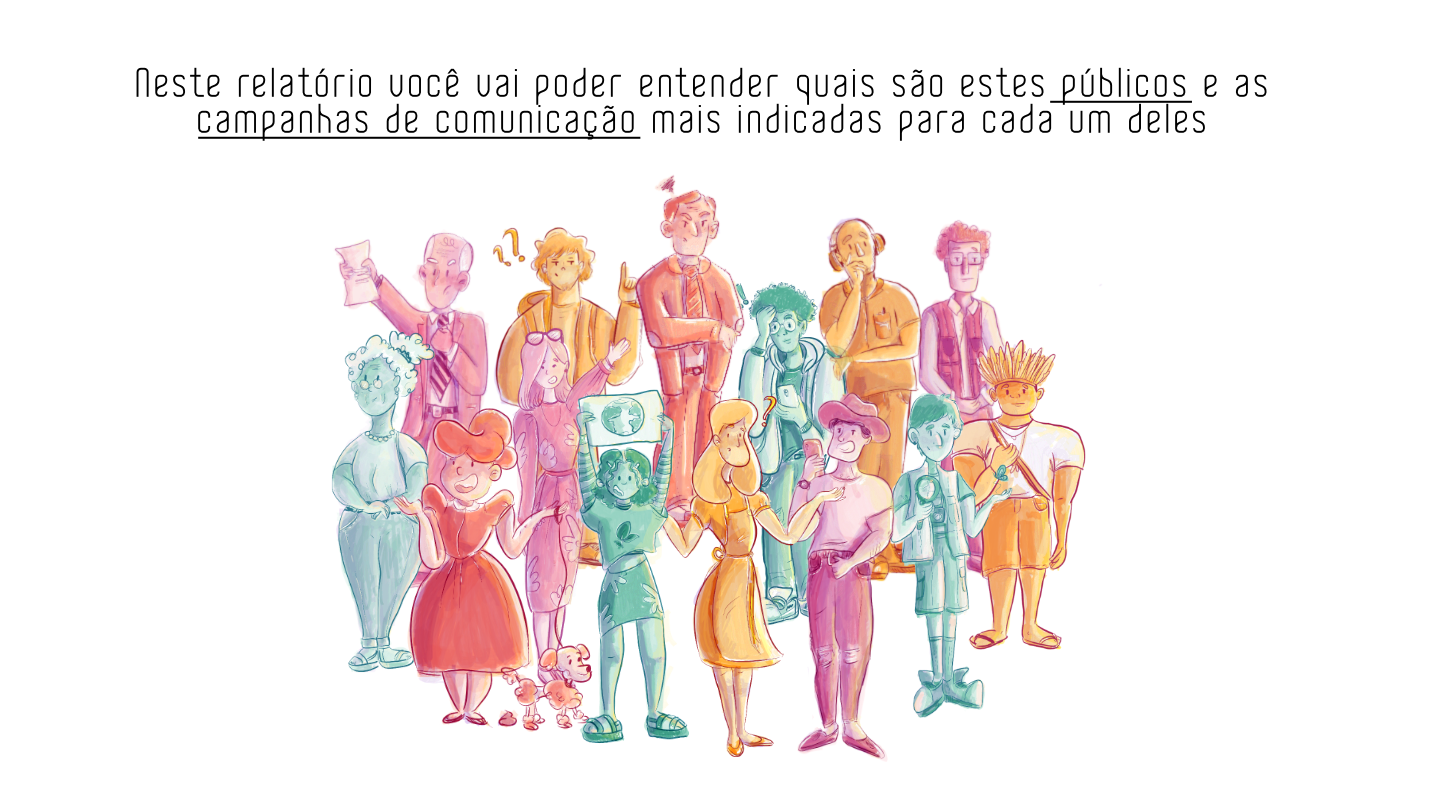 Neste relatório você vai poder entender quais são estes públicos e as
campanhas de comunicação mais indicadas para cada um deles